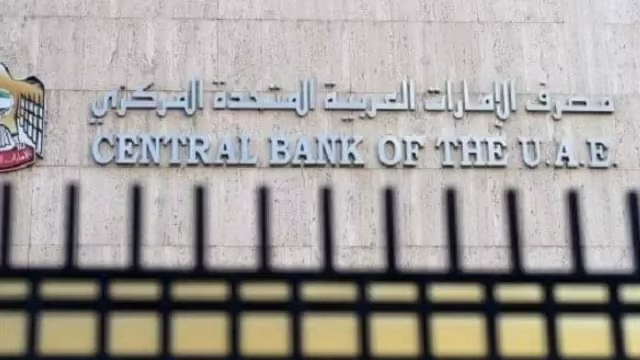 مصرف الإمارات العربية المتحدة المركزي
CENTRAL BANK OF THE U.A.E.